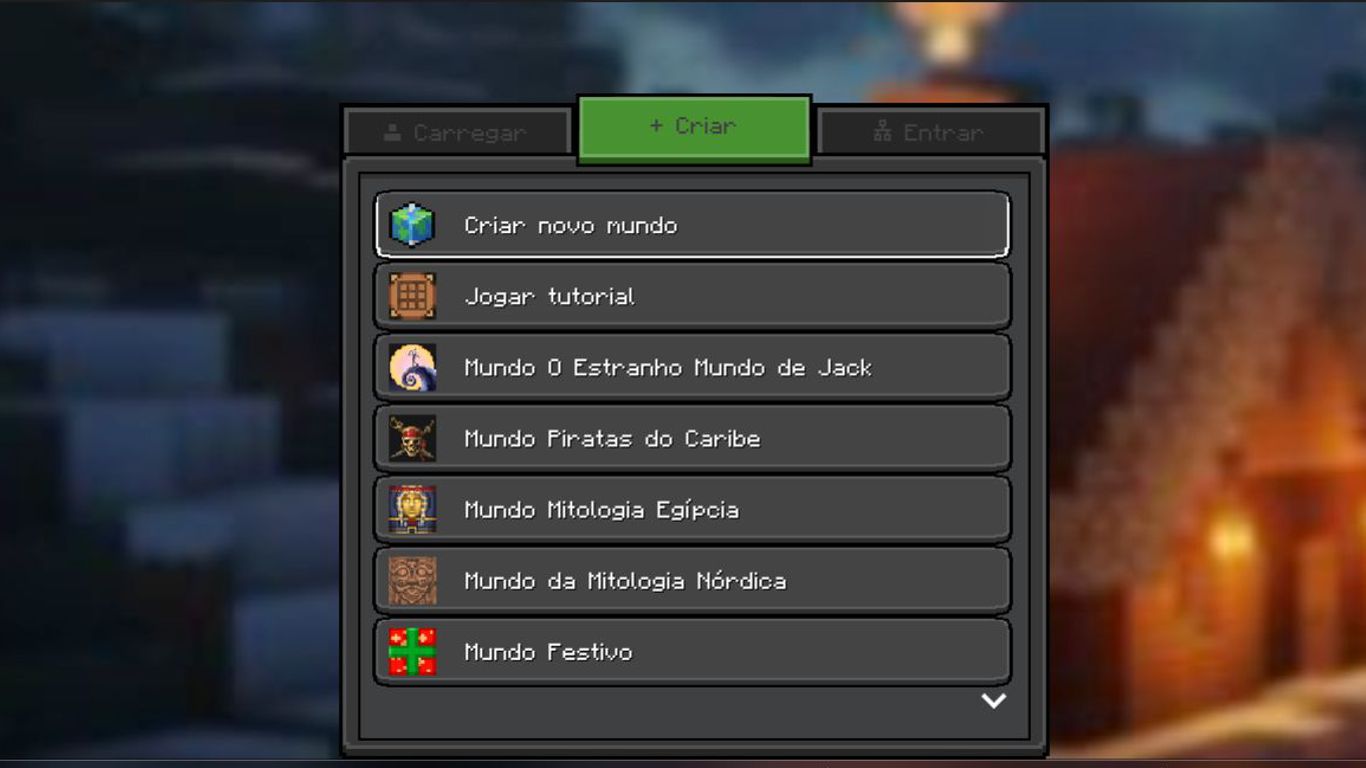 Carregar
+ Criar
Entrar
Criar novo mundo
Jogar tutorial
Mundo O Estranho Mundo de Jack
Mundo Piratas do Caribe
Mundo Mitologia Egípcia
Mundo da Mitologia Nórdica
Mundo Festivo